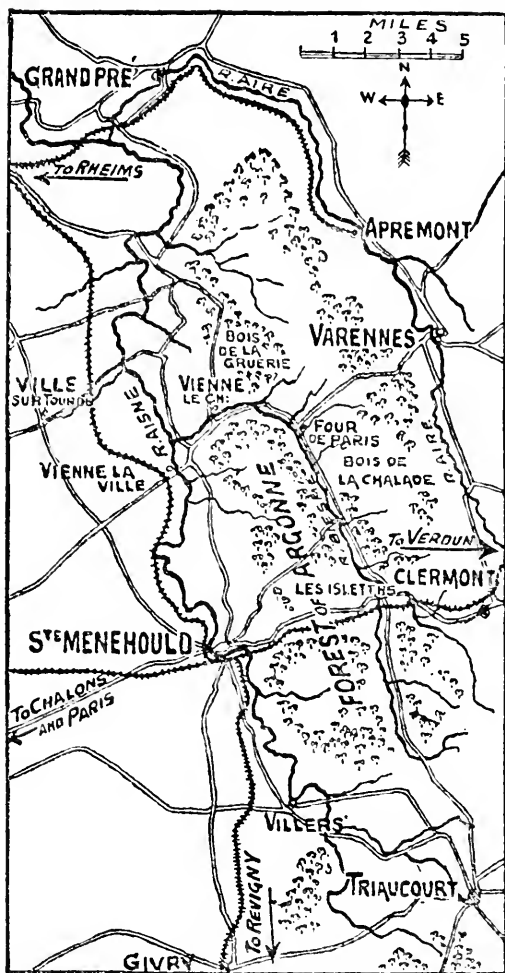 MILES
1 2 3 4 5
N
W E
GRANDPRÉ
R. AIRE
TO RHEIMS
APREMONT
VARENNES
BOIS
DE LA
GRUERIE
VILLE
SUR TOURBE
VIENNE
LE CH:
R. AISNE
FOUR
DE PARIS
R. AIRE
BOIS DE
LA CHALADE
VIENNE LA
VILLE
TO VERDUN
CLERMONT
LES ISLETTHS
FOREST OF ARGONNE
STE MENEHOULD
TO CHALONS
AND PARIS
VILLERS
TRIAUCOURT
TO REVIGNY
GIVRY